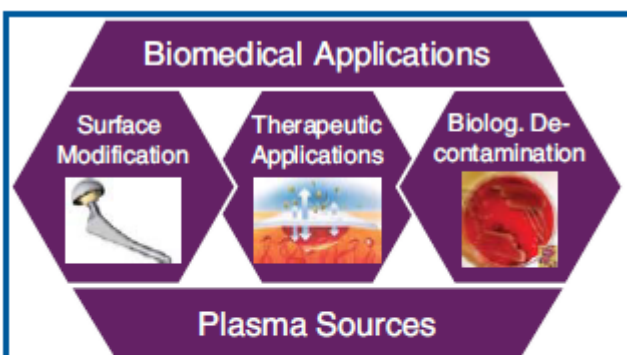 Biomedical Applications
Surface
Modification
Therapeutic
Applications
Biolog. De-
contamination
Plasma Sources